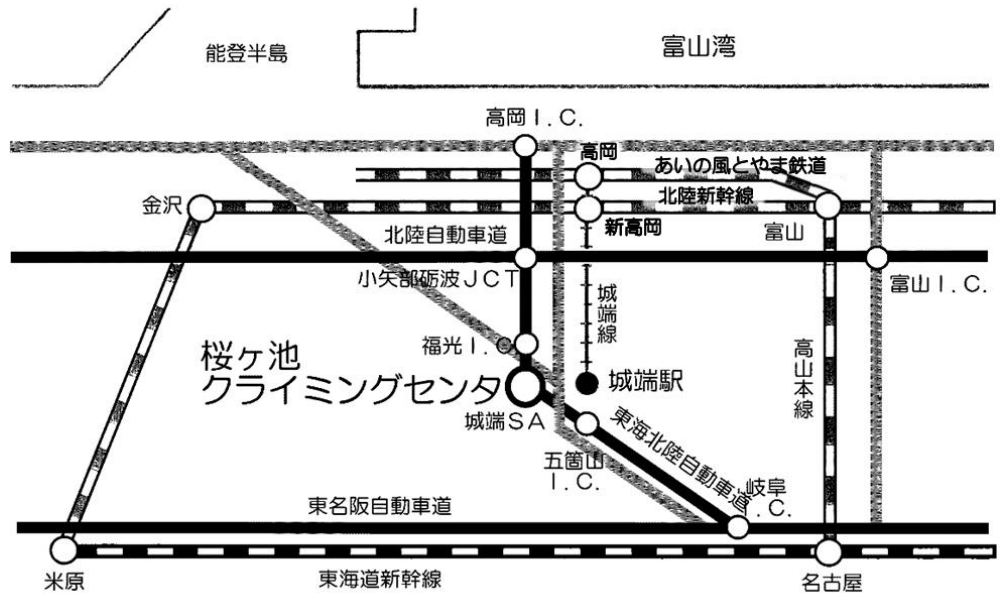 能登半島
富山湾
高岡I.C.
高岡
あいの風とやま鉄道
北陸新幹線
金沢
新高岡
富山
北陸自動車道
小矢部砺波JCT
富山I.C.
城端線
福光I.C
高山本線
桜ヶ池
クライミングセンタ
城端駅
城端SA
東海北陸自動車道
五箇山
I.C.
岐阜
I.C.
東名阪自動車道
米原
東海道新幹線
名古屋